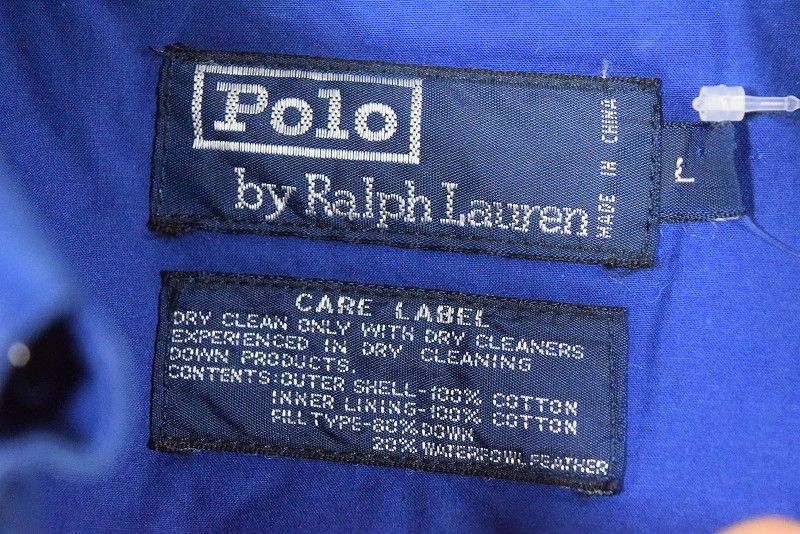 Polo
by Ralph Lauren
MADE IN CHINA
L
CARE LABEL
DRY CLEAN ONLY WITH DRY CLEANERS
EXPERIENCED IN DRY CLEANING
DOWN PRODUCTS.
CONTENTS:OUTER SHELL-100% COTTON
INNER LINING-100% COTTON
FILL TYPE-80% DOWN
20% WATERFOWL FEATHER